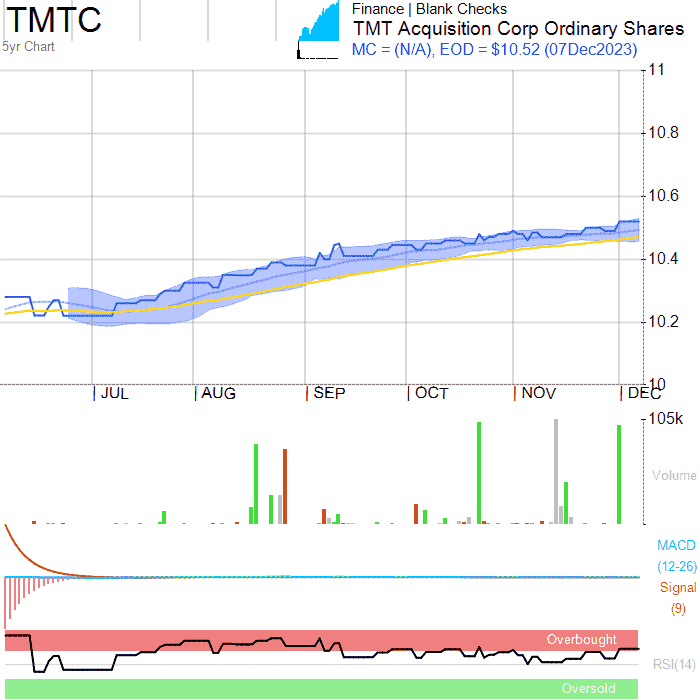 TMTC
5yr Chart
Finance | Blank Checks
TMT Acquisition Corp Ordinary Shares
MC = (N/A), EOD = $10.52 (07Dec2023)
11
10.8
10.6
10.4
10.2
10
JUL AUG SEP OCT NOV DEC
105k
Volume
MACD
(12-26)
Signal
(9)
Overbought
RSI(14)
Oversold